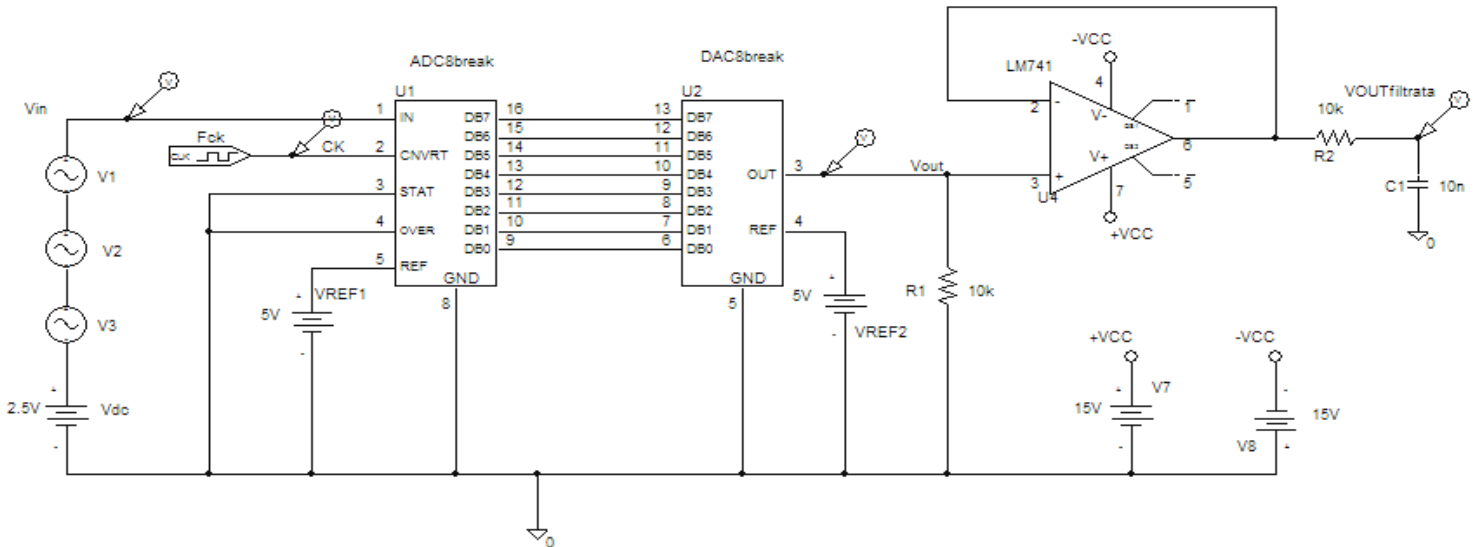 ADC8break
DAC8break
-VCC
LM741
VOUTfiltrata
Vin
V
Fck
CLK
CK
V
U1
U2
1 IN
2 CNVRT
3 STAT
4 OVER
5 REF
GND
8
DB7 16
DB6 15
DB5 14
DB4 13
DB3 12
DB2 11
DB1 10
DB0 9
13 DB7
12 DB6
11 DB5
10 DB4
9 DB3
8 DB2
7 DB1
6 DB0
OUT 3
REF 4
GND
5
V
Vout
4
V-
2 -
1
6
V+
3 +
5
7
U4
+VCC
10k
R2
V
C1
10n
0
V1
V2
V3
+
2.5V
Vdc
-
+
VREF1
5V
-
+
5V
VREF2
-
R1
10k
+VCC
+
V7
15V
-
-VCC
-
15V
V8
+
0